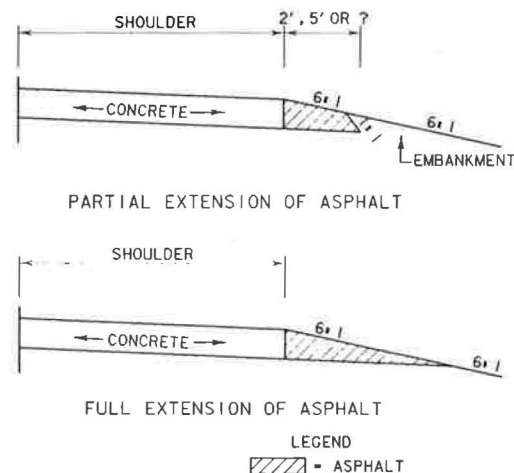 SHOULDER 2', 5' OR ?
6:1
CONCRETE
6:1
EMBANKMENT
PARTIAL EXTENSION OF ASPHALT
SHOULDER
6:1
CONCRETE
6:1
FULL EXTENSION OF ASPHALT
LEGEND
= ASPHALT